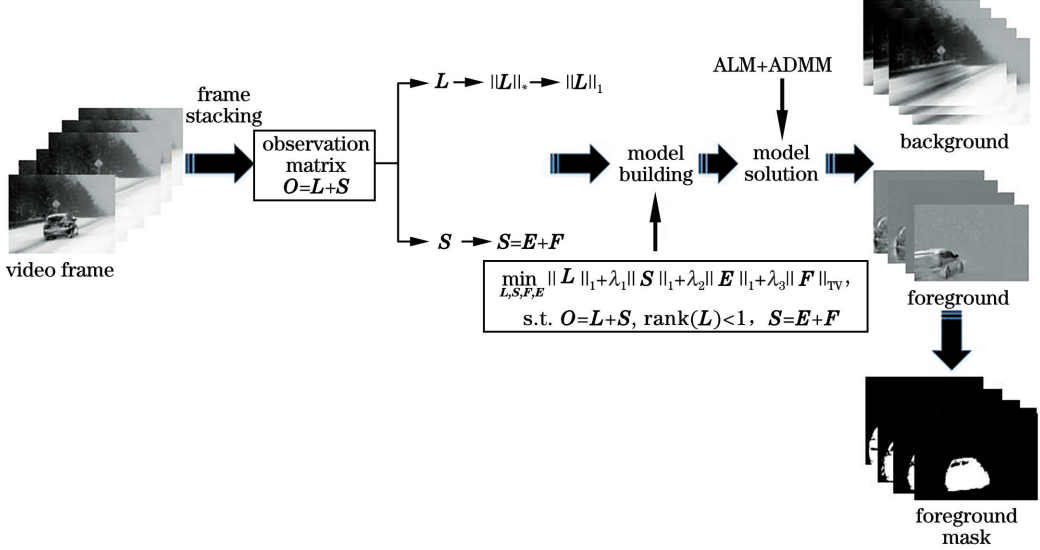 video frame
frame
stacking
observation
matrix
O=L+S
L → ||L||* → ||L||₁
S → S=E+F
model
building
min ||L||₁+λ₁||S||₁+λ₂||E||₁+λ₃||F||TV,
L,S,F,E
s.t. O=L+S, rank(L)<1, S=E+F
ALM+ADMM
model
solution
background
foreground
foreground
mask